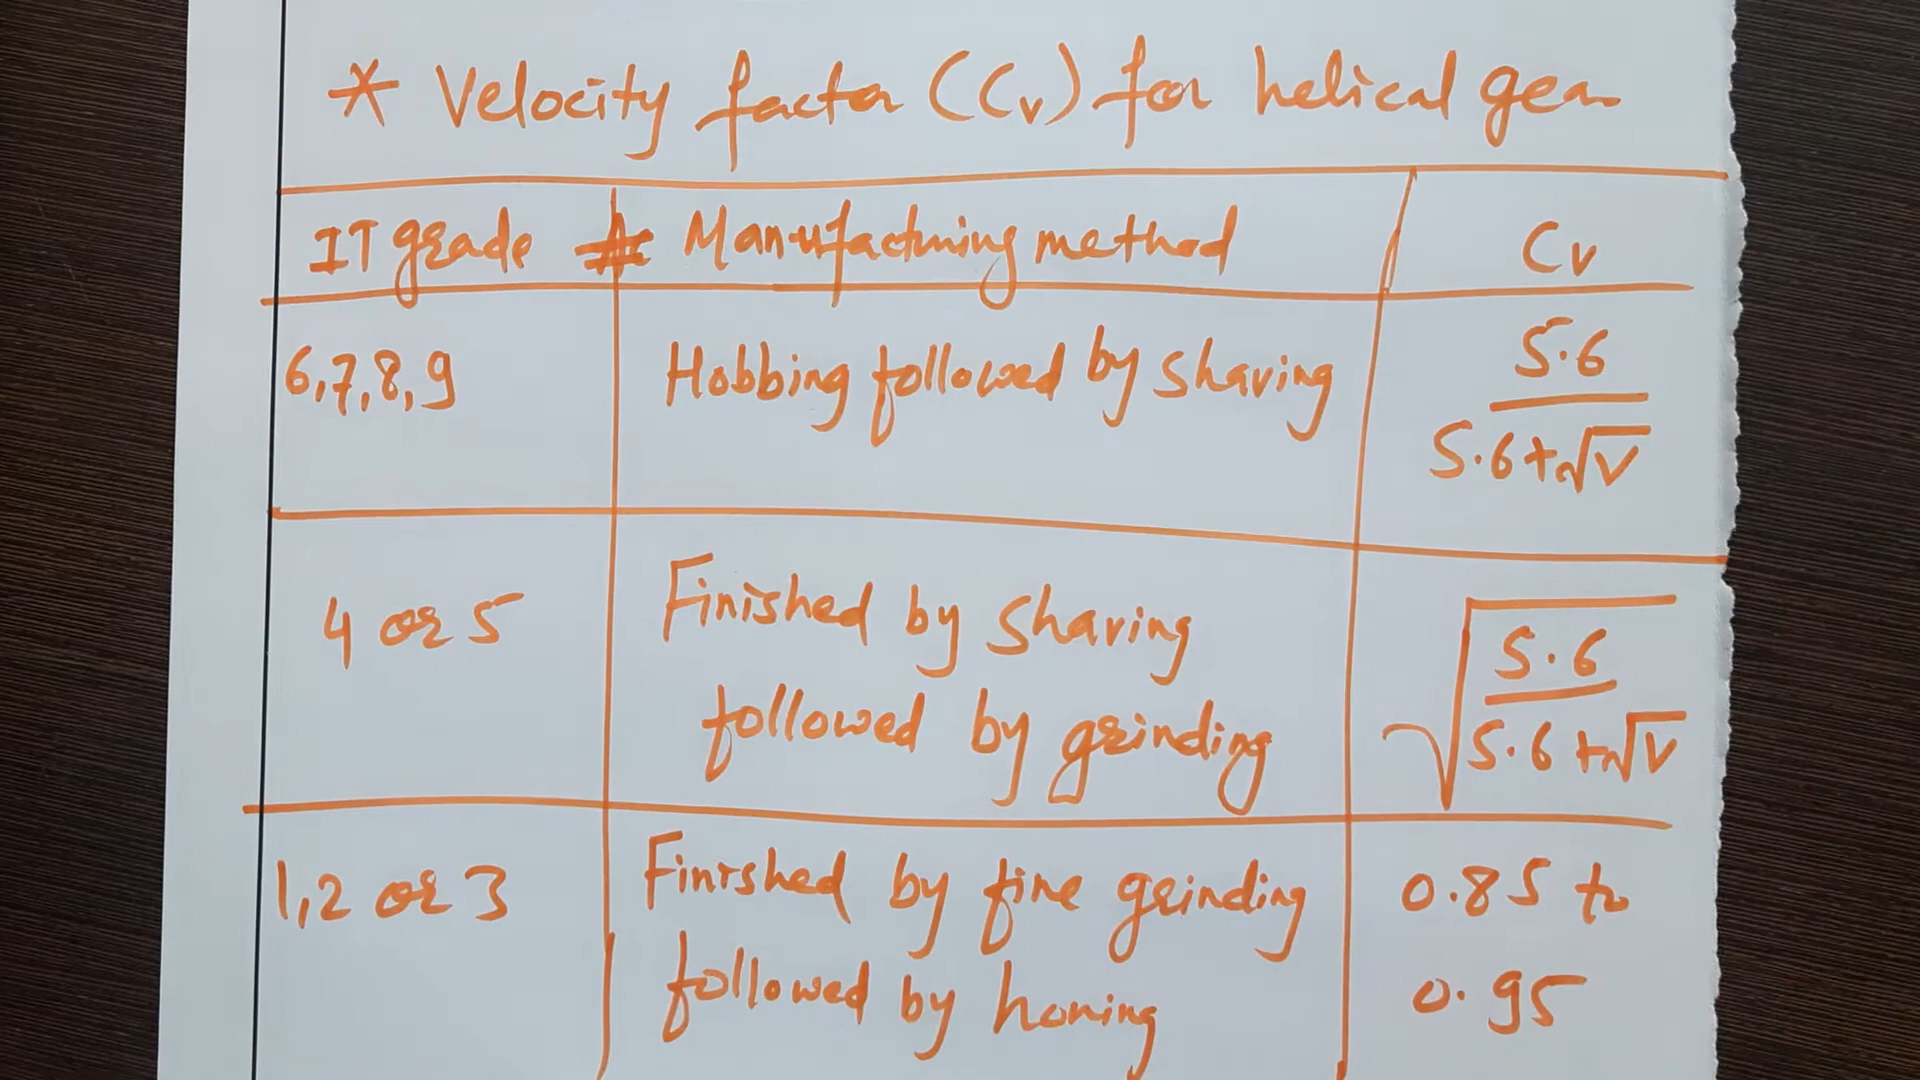 * Velocity factor (Cv) for helical gear
IT grade Manufacturing method Cv
6,7,8,9 Hobbing followed by shaving 5.6 / 5.6+√V
4 or 5 Finished by shaving √(5.6 / 5.6+√V)
followed by grinding
1,2 or 3 Finished by fine grinding 0.85 to
followed by honing 0.95